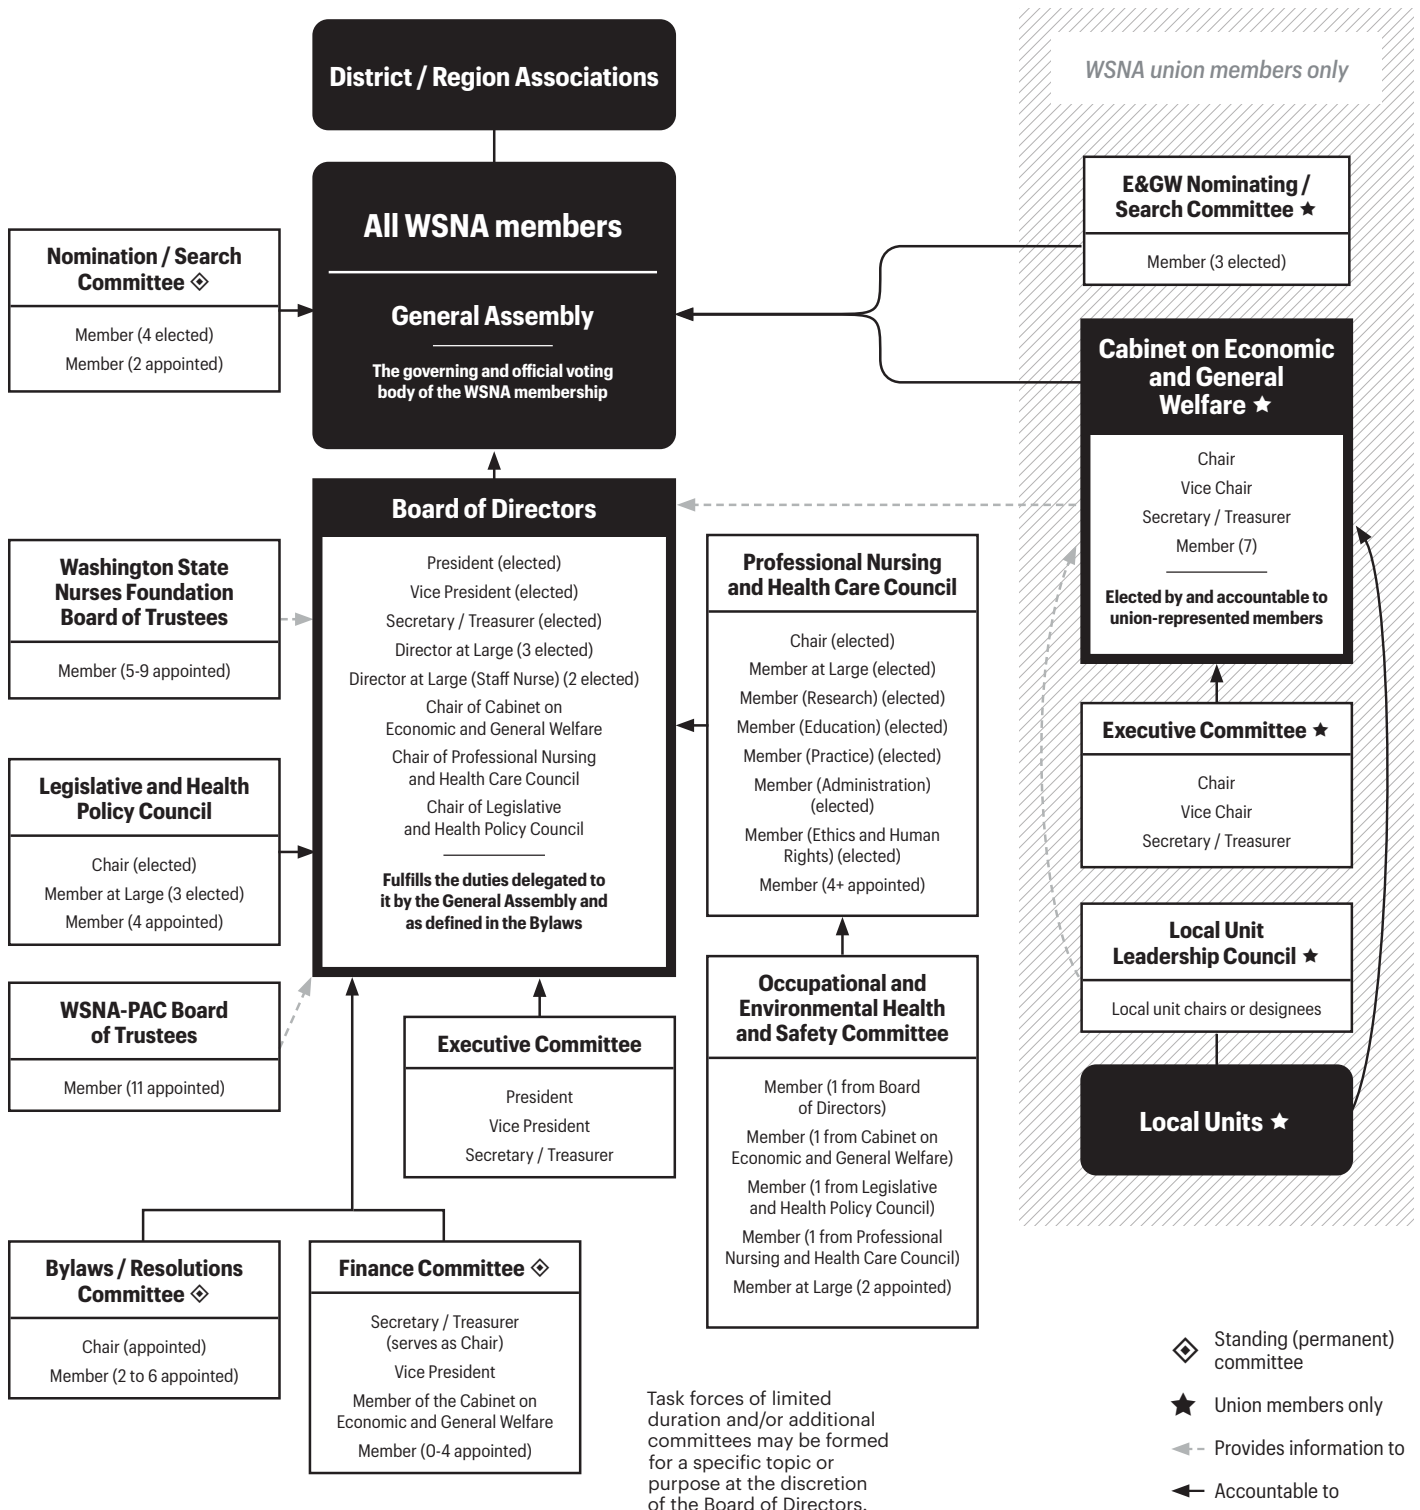 District / Region Associations
All WSNA members
General Assembly
The governing and official voting
body of the WSNA membership
WSNA union members only
E&GW Nominating /
Search Committee ★
Member (3 elected)
Nomination / Search
Committee
Member (4 elected)
Member (2 appointed)
Cabinet on Economic
and General
Welfare ★
Chair
Vice Chair
Secretary / Treasurer
Member (7)
Elected by and accountable to
union-represented members
Board of Directors
President (elected)
Vice President (elected)
Secretary / Treasurer (elected)
Director at Large (3 elected)
Director at Large (Staff Nurse) (2 elected)
Chair of Cabinet on
Economic and General Welfare
Chair of Professional Nursing
and Health Care Council
Chair of Legislative
and Health Policy Council
Fulfills the duties delegated to
it by the General Assembly and
as defined in the Bylaws
Washington State
Nurses Foundation
Board of Trustees
Member (5-9 appointed)
Professional Nursing
and Health Care Council
Chair (elected)
Member at Large (elected)
Member (Research) (elected)
Member (Education) (elected)
Member (Practice) (elected)
Member (Administration)
(elected)
Member (Ethics and Human
Rights) (elected)
Member (4+ appointed)
Executive Committee ★
Chair
Vice Chair
Secretary / Treasurer
Legislative and Health
Policy Council
Chair (elected)
Member at Large (3 elected)
Member (4 appointed)
Local Unit
Leadership Council ★
Local unit chairs or designees
WSNA-PAC Board
of Trustees
Member (11 appointed)
Executive Committee
President
Vice President
Secretary / Treasurer
Occupational and
Environmental Health
and Safety Committee
Member (1 from Board
of Directors)
Member (1 from Cabinet on
Economic and General Welfare)
Member (1 from Legislative
and Health Policy Council)
Member (1 from Professional
Nursing and Health Care Council)
Member at Large (2 appointed)
Local Units ★
Bylaws / Resolutions
Committee
Chair (appointed)
Member (2 to 6 appointed)
Finance Committee
Secretary / Treasurer
(serves as Chair)
Vice President
Member of the Cabinet on
Economic and General Welfare
Member (0-4 appointed)
Task forces of limited
duration and/or additional
committees may be formed
for a specific topic or
purpose at the discretion
of the Board of Directors.
Standing (permanent)
committee
★ Union members only
Provides information to
Accountable to